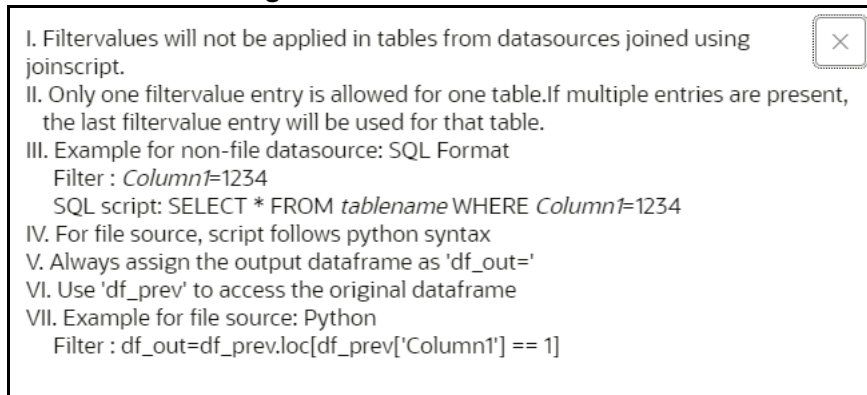 I. Filtervalues will not be applied in tables from datasources joined using
joinscript.
II. Only one filtervalue entry is allowed for one table.If multiple entries are present,
the last filtervalue entry will be used for that table.
III. Example for non-file datasource: SQL Format
Filter : Column1=1234
SQL script: SELECT * FROM tablename WHERE Column1=1234
IV. For file source, script follows python syntax
V. Always assign the output dataframe as 'df_out='
VI. Use 'df_prev' to access the original dataframe
VII. Example for file source: Python
Filter : df_out=df_prev.loc[df_prev['Column1'] == 1]